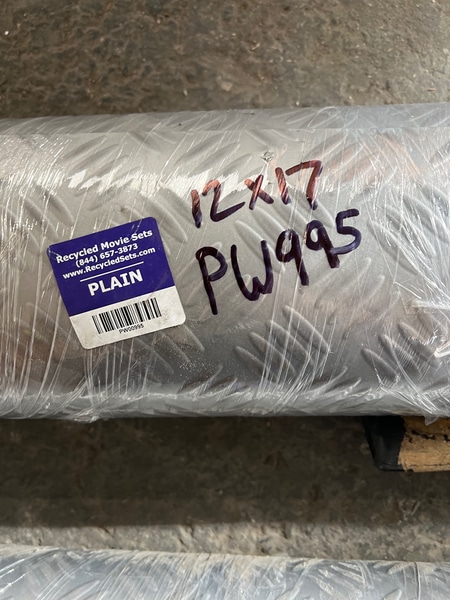 12X17
PW995
Recycled Movie Sets
(844) 657-3873
www.RecycledSets.com
PLAIN
PW00995